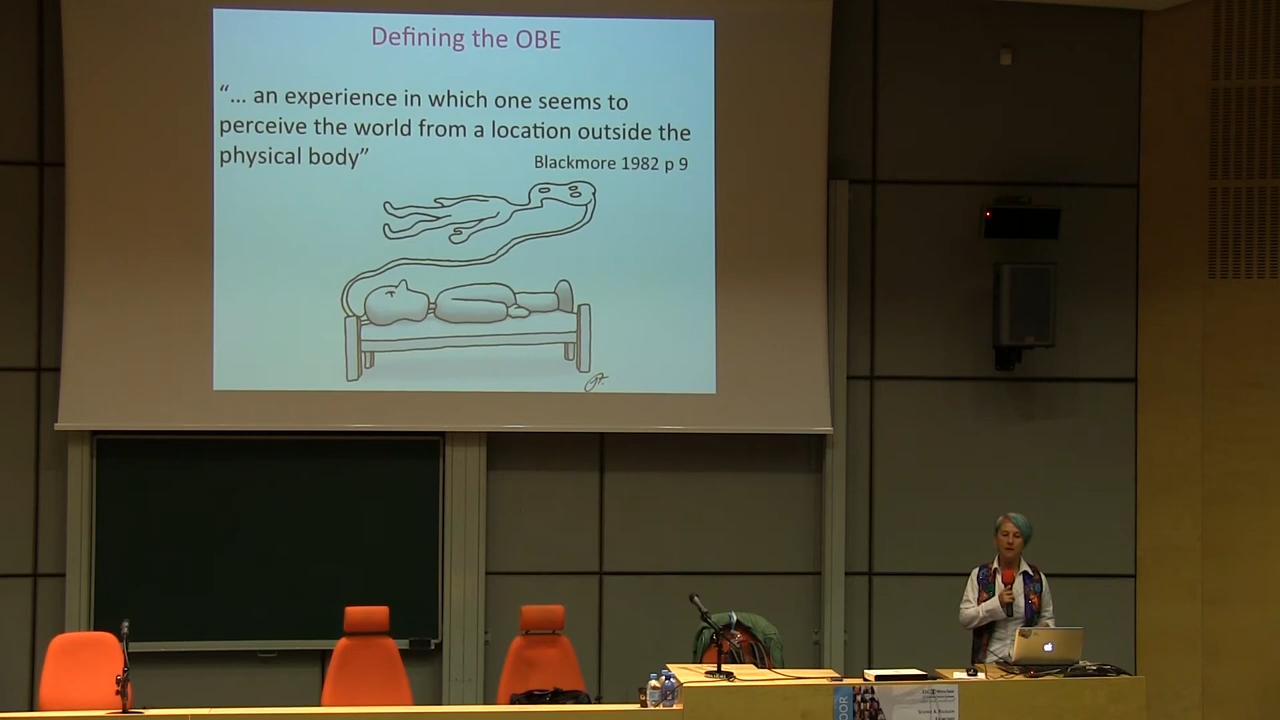 Defining the OBE
“... an experience in which one seems to
perceive the world from a location outside the
physical body”
Blackmore 1982 p 9